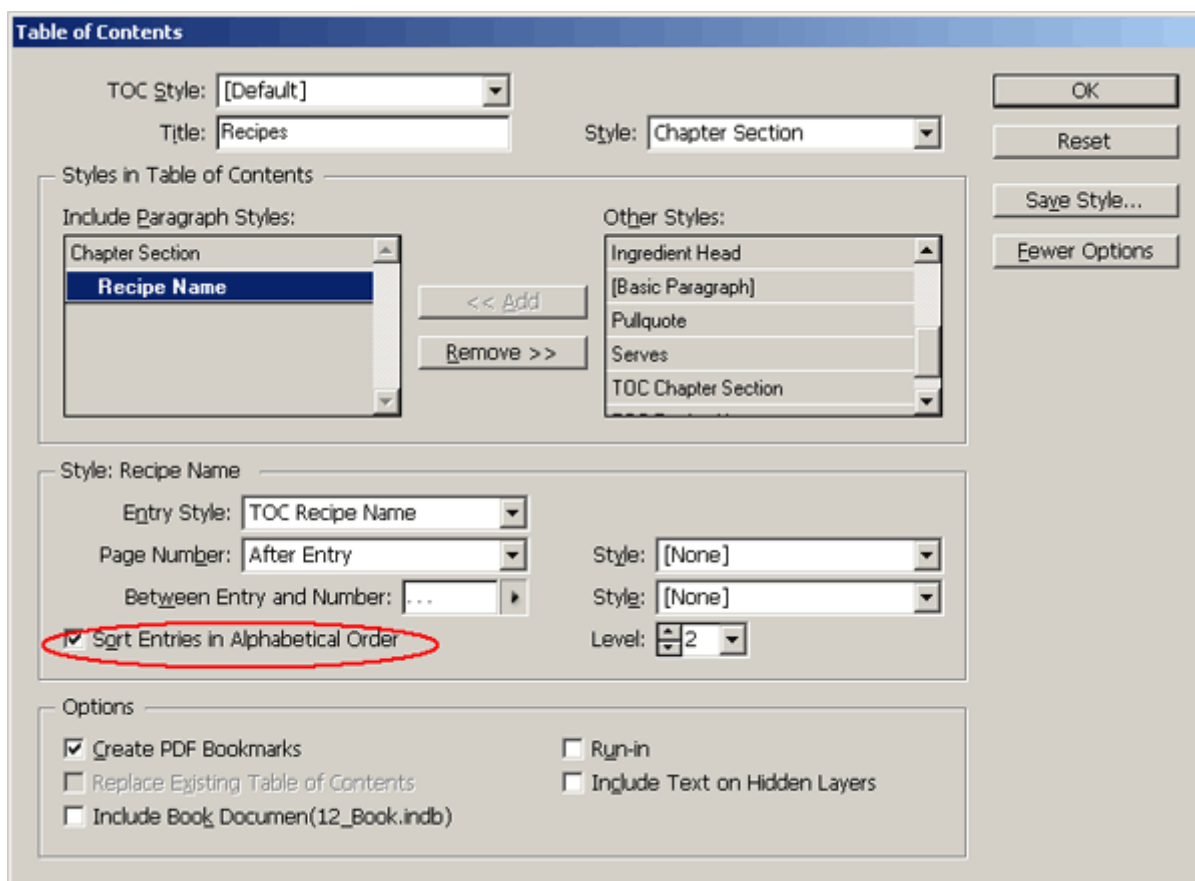 Table of Contents
TOC Style: [Default]
OK
Title: Recipes Style: Chapter Section
Reset
Styles in Table of Contents
Save Style...
Include Paragraph Styles: Other Styles:
Chapter Section Ingredient Head Fewer Options
Recipe Name [Basic Paragraph]
<< Add
Pullquote
Remove >> Serves
TOC Chapter Section
Style: Recipe Name
Entry Style: TOC Recipe Name
Page Number: After Entry Style: [None]
Between Entry and Number: ... Style: [None]
Sort Entries in Alphabetical Order Level: 2
Options
Create PDF Bookmarks Run-in
Replace Existing Table of Contents Include Text on Hidden Layers
Include Book Documen(12_Book.indb)